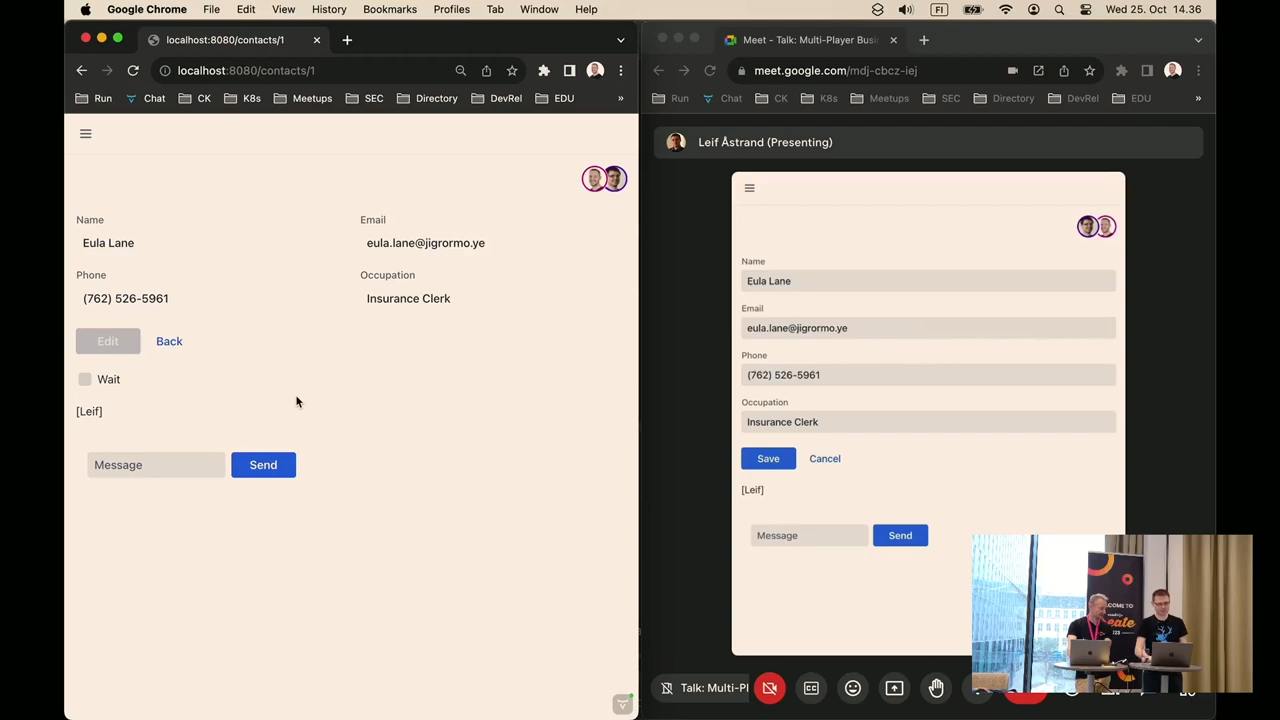 Google Chrome File Edit View History Bookmarks Profiles Tab Window Help FI Wed 25. Oct 14.36
localhost:8080/contacts/1
localhost:8080/contacts/1
Run Chat CK K8s Meetups SEC Directory DevRel EDU »
Name
Eula Lane
Email
eula.lane@jigrormo.ye
Phone
(762) 526-5961
Occupation
Insurance Clerk
Edit Back
Wait
[Leif]
Message Send
Meet - Talk: Multi-Player Busi
meet.google.com/mdj-cbcz-iej
Run Chat CK K8s Meetups SEC Directory DevRel EDU »
Leif Åstrand (Presenting)
Name
Eula Lane
Email
eula.lane@jigrormo.ye
Phone
(762) 526-5961
Occupation
Insurance Clerk
Save Cancel
[Leif]
Message Send
Talk: Multi-Pl